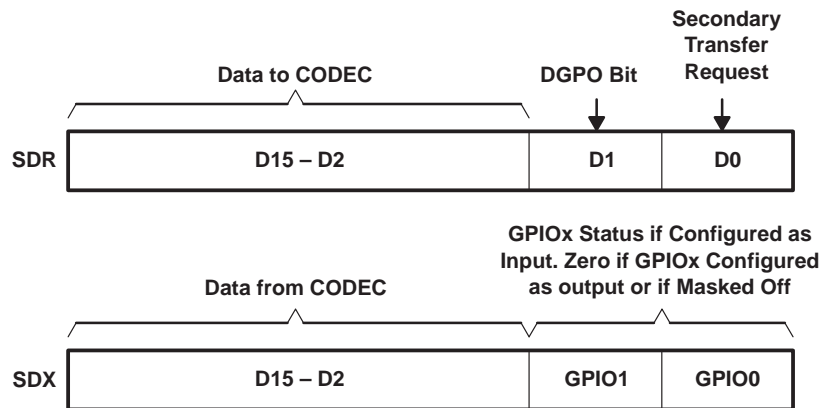 Secondary
Transfer
Request
Data to CODEC
DGPO Bit
SDR
D15 – D2
D1
D0
GPIOx Status if Configured as
Input. Zero if GPIOx Configured
as output or if Masked Off
Data from CODEC
SDX
D15 – D2
GPIO1
GPIO0